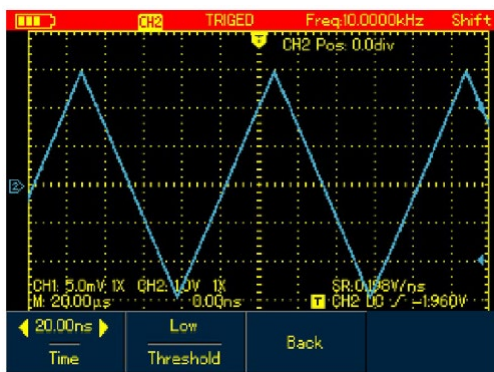 CH2 TRIGED Freq:10.0000kHz Shift
T
CH2 Pos: 0.0div
2
CH1: 5.0mV 1X CH2: 1.0V 1X SR:0.198V/ns
M: 20.00µs 0.00ns T CH2 DC -1.960V
20.00ns Low
Back
Time Threshold